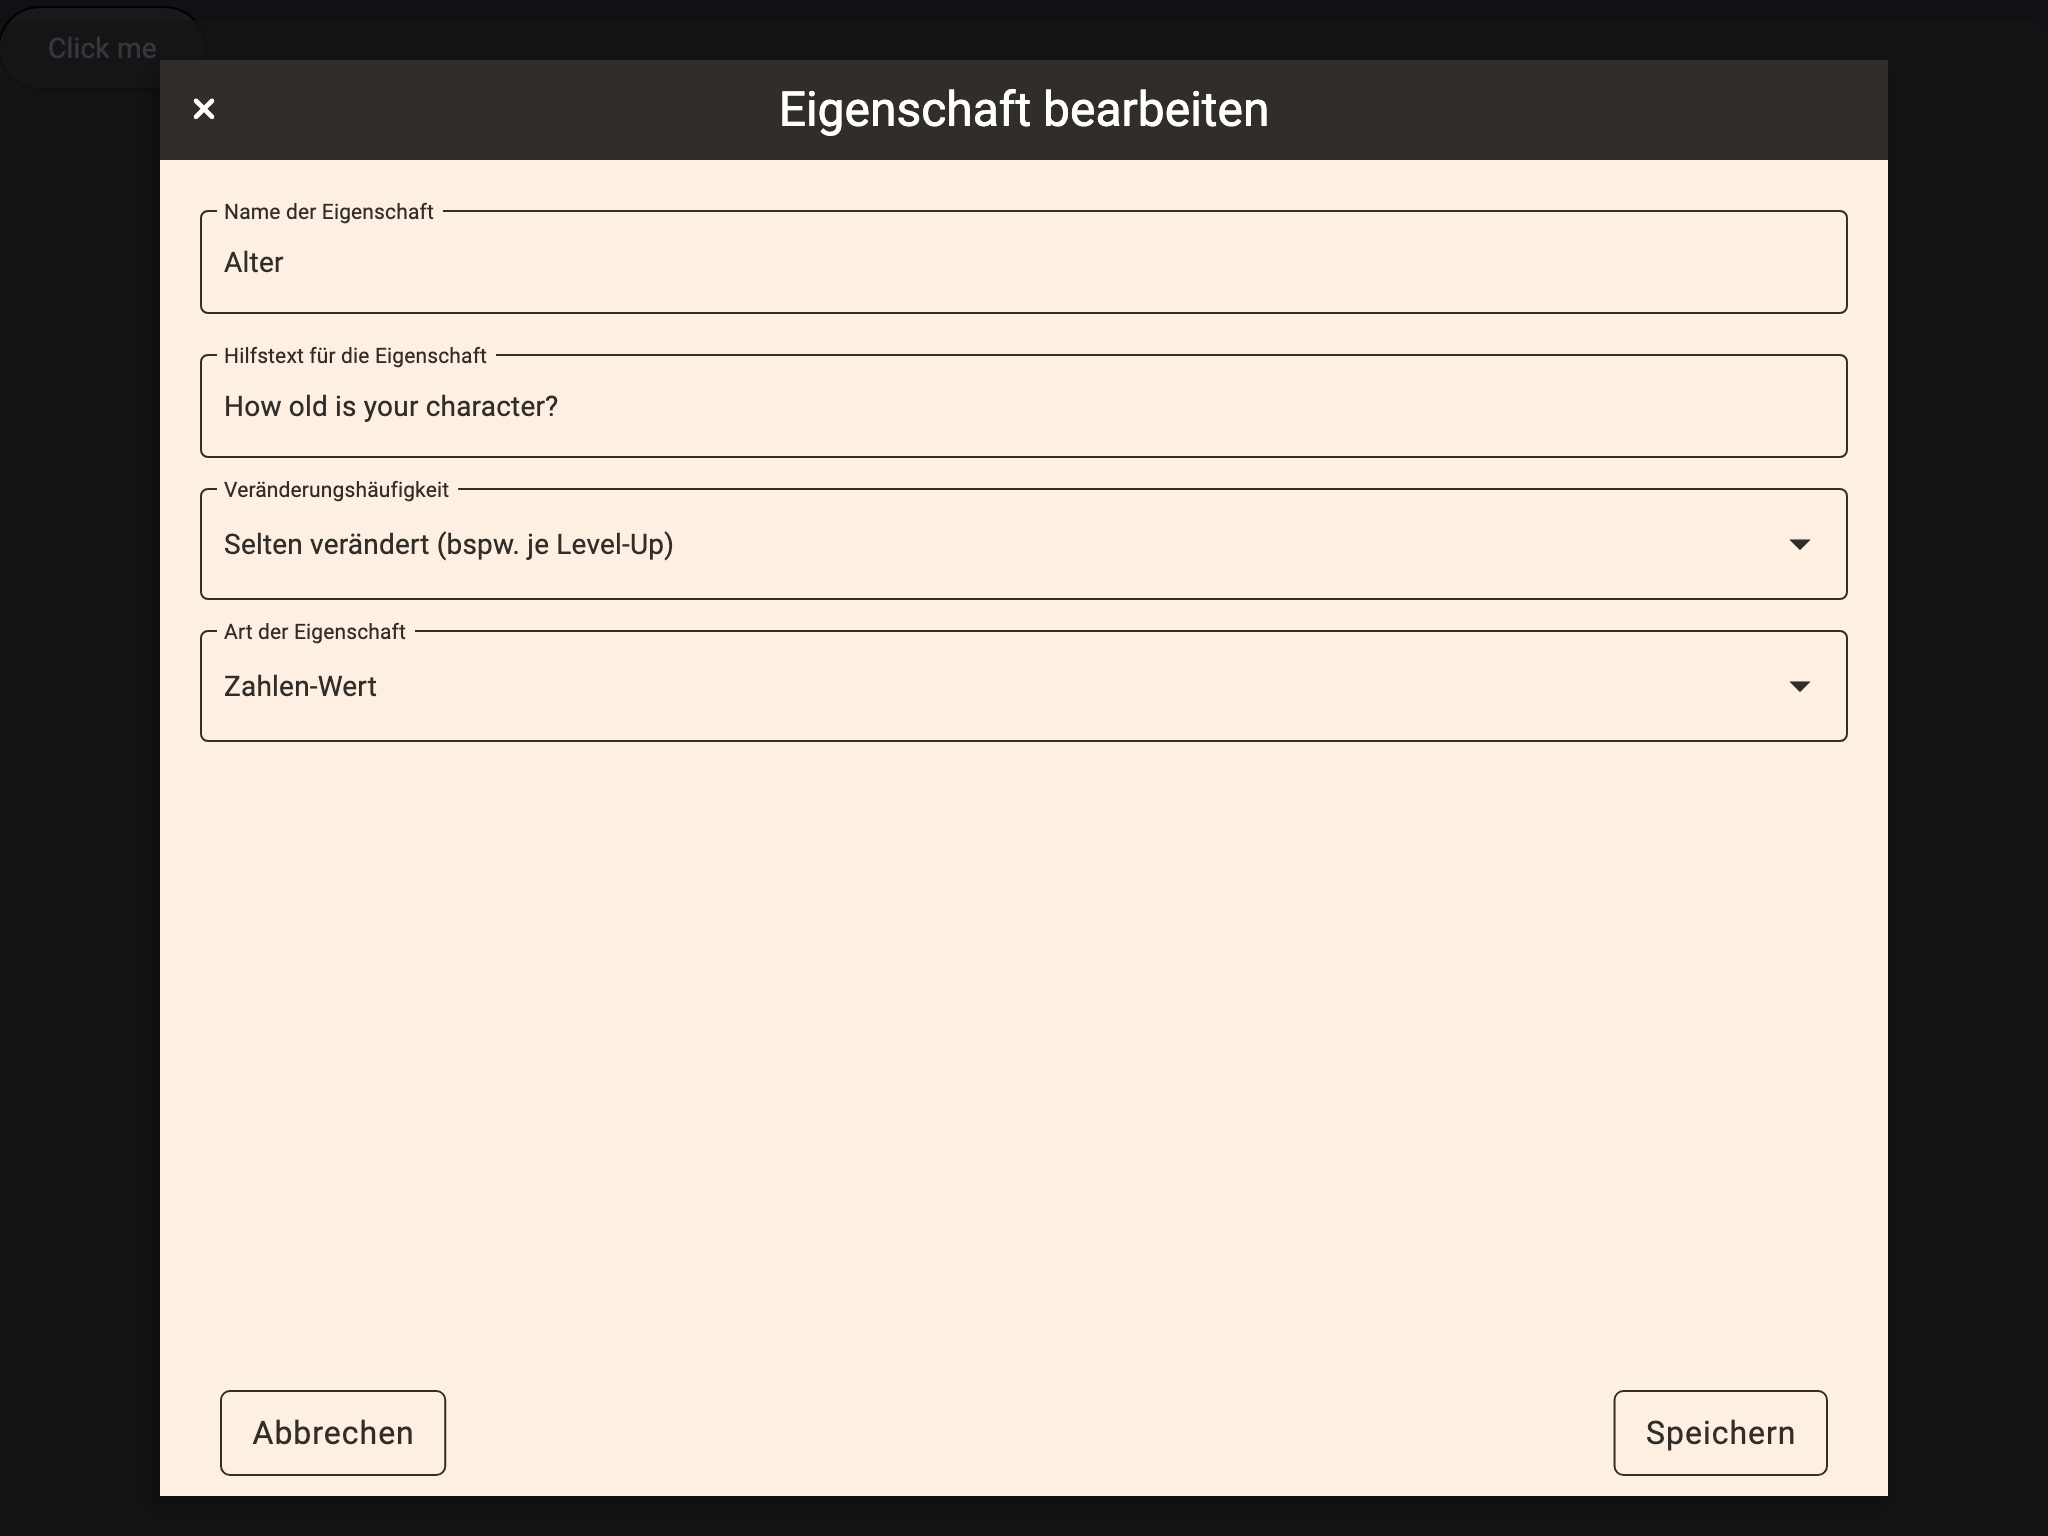 Click me
Eigenschaft bearbeiten
Name der Eigenschaft
Alter
Hilfstext für die Eigenschaft
How old is your character?
Veränderungshäufigkeit
Selten verändert (bspw. je Level-Up)
Art der Eigenschaft
Zahlen-Wert
Abbrechen
Speichern